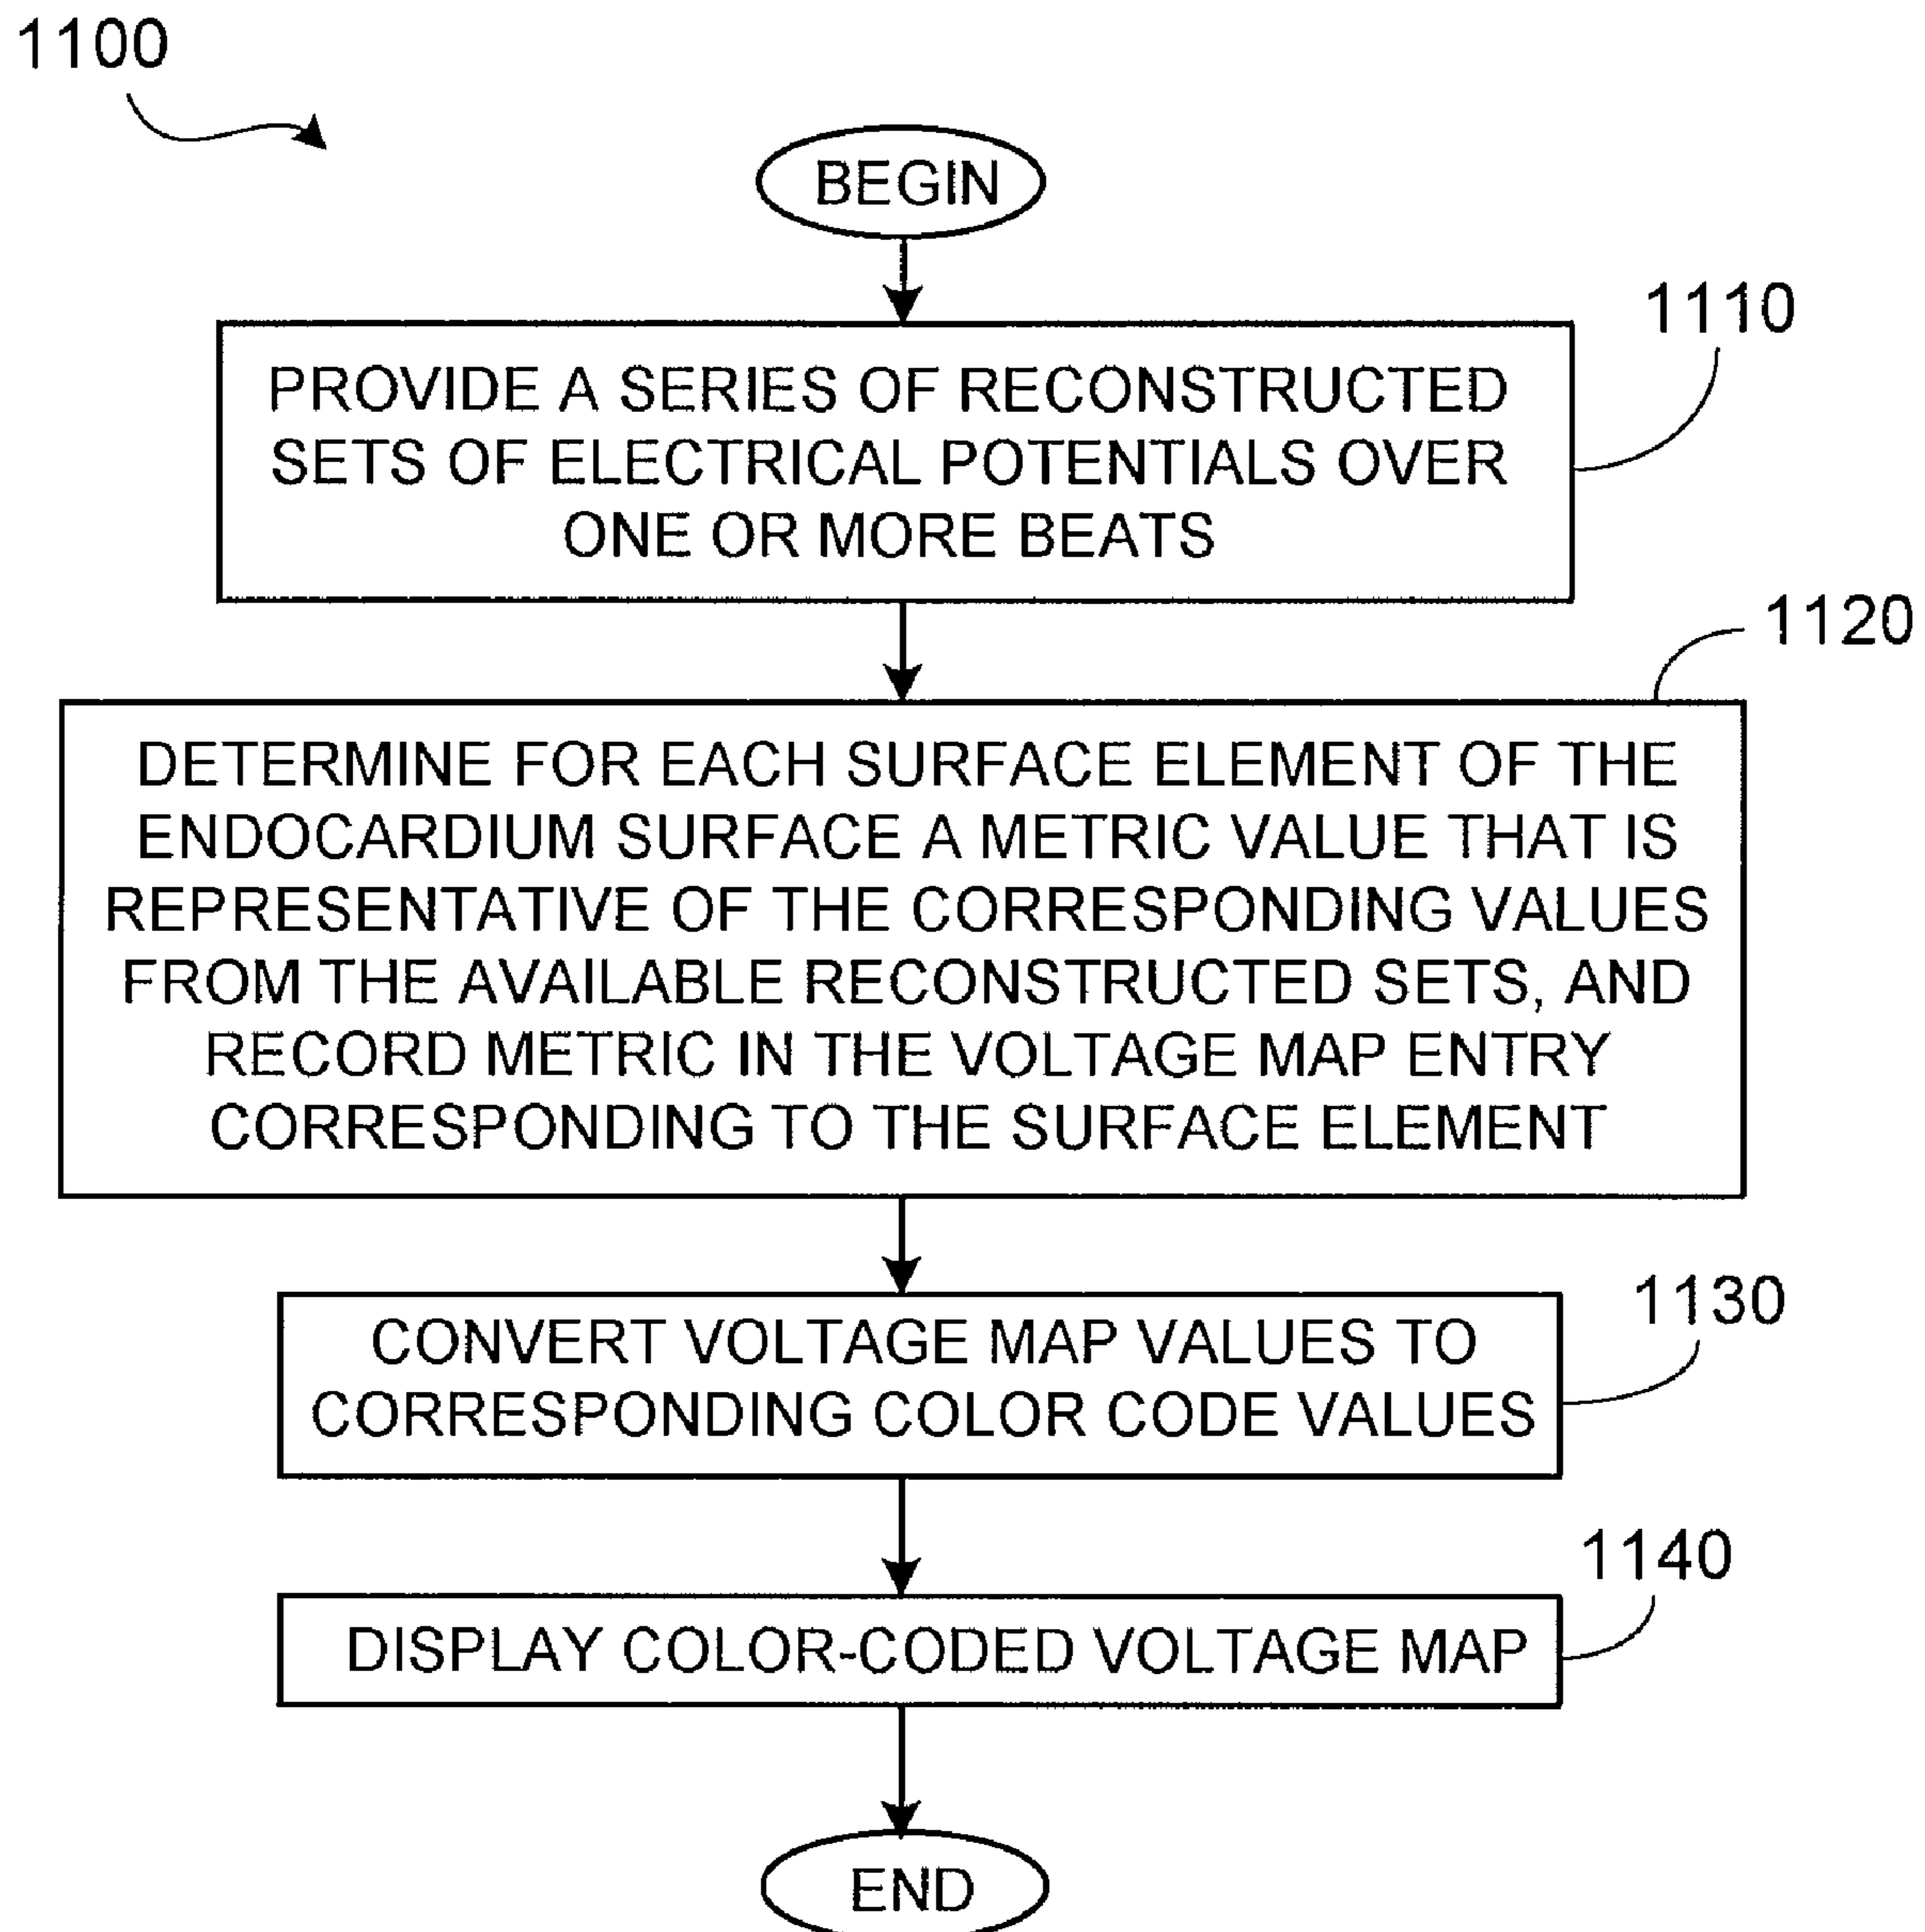 1100
BEGIN
1110
PROVIDE A SERIES OF RECONSTRUCTED
SETS OF ELECTRICAL POTENTIALS OVER
ONE OR MORE BEATS
1120
DETERMINE FOR EACH SURFACE ELEMENT OF THE
ENDOCARDIUM SURFACE A METRIC VALUE THAT IS
REPRESENTATIVE OF THE CORRESPONDING VALUES
FROM THE AVAILABLE RECONSTRUCTED SETS, AND
RECORD METRIC IN THE VOLTAGE MAP ENTRY
CORRESPONDING TO THE SURFACE ELEMENT
1130
CONVERT VOLTAGE MAP VALUES TO
CORRESPONDING COLOR CODE VALUES
1140
DISPLAY COLOR-CODED VOLTAGE MAP
END